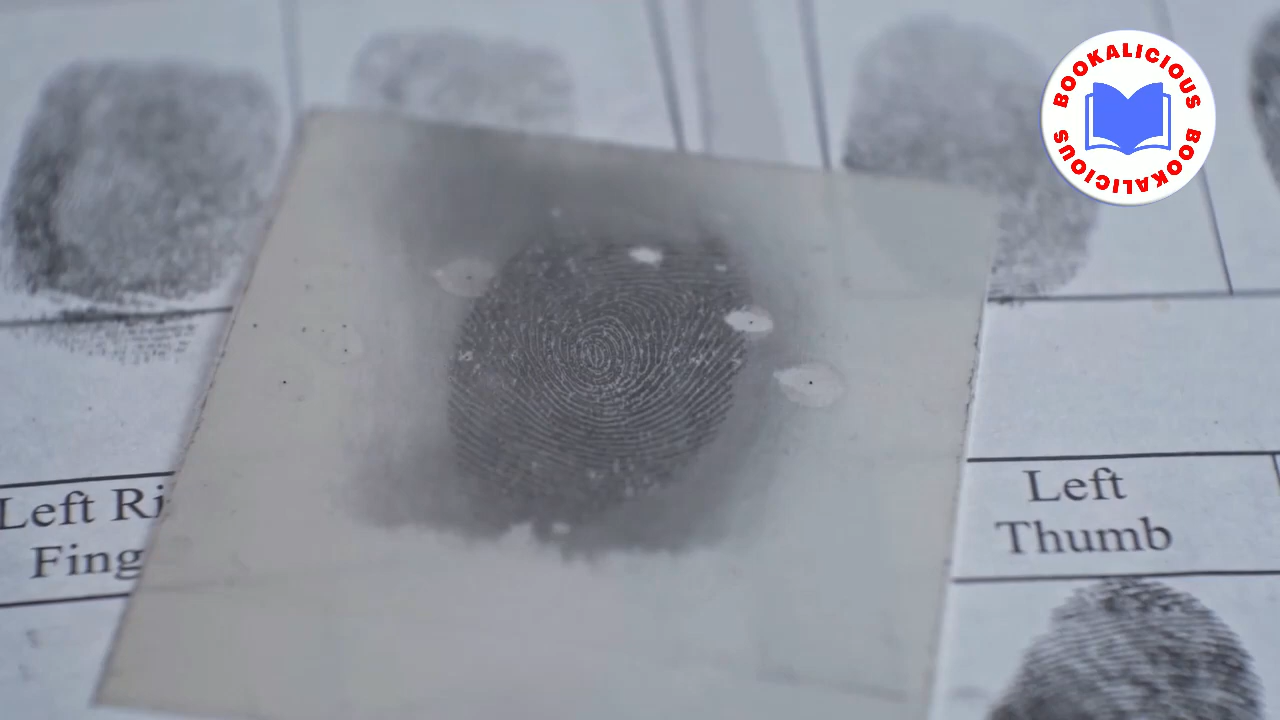 BOOKALICIOUS
BOOKALICIOUS
Left Ri
Fing
Left
Thumb